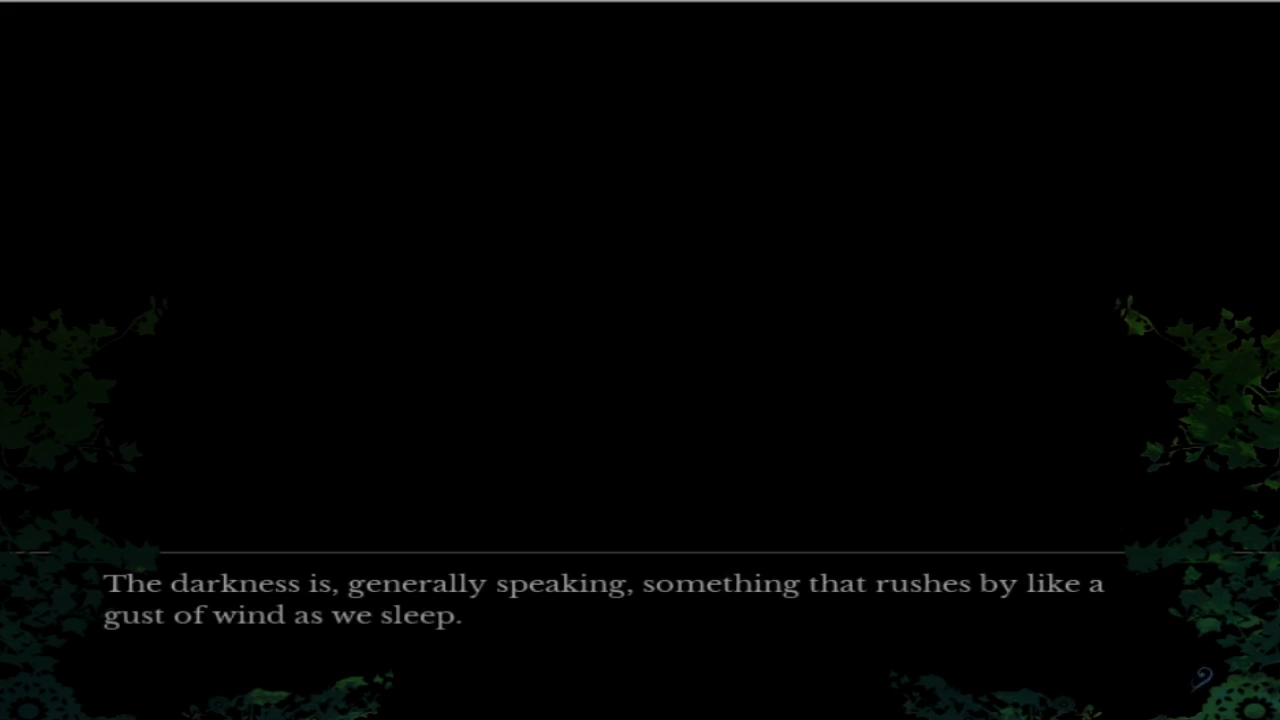 The darkness is, generally speaking, something that rushes by like a
gust of wind as we sleep.